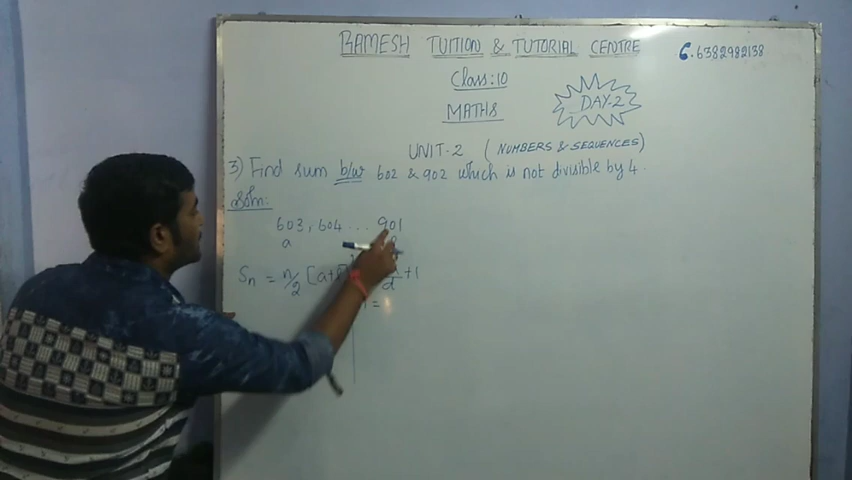 RAMESH TUITION & TUTORIAL CENTRE
6382982138
Class:10
MATHS
DAY-2
UNIT-2 (NUMBERS & SEQUENCES)
3) Find sum b/w 602 & 902 which is not divisible by 4.
Soln:
603, 604 ... 901
a
Sn = n/2 [a+
d +1
=